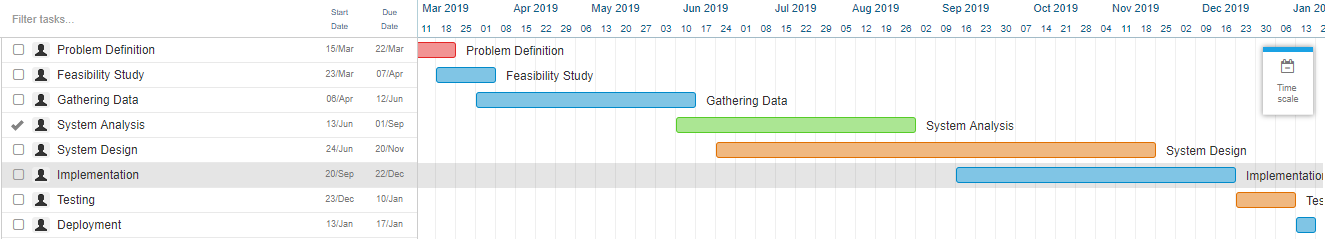 Filter tasks...
Start Date
Due Date
Mar 2019 Apr 2019 May 2019 Jun 2019 Jul 2019 Aug 2019 Sep 2019 Oct 2019 Nov 2019 Dec 2019 Jan 20
11 18 25 01 08 15 22 29 06 13 20 27 03 10 17 24 01 08 15 22 29 05 12 19 26 02 09 16 23 30 07 14 21 28 04 11 18 25 02 09 16 23 30 06 13 2
Problem Definition 15/Mar 22/Mar Problem Definition
Feasibility Study 23/Mar 07/Apr Feasibility Study
Gathering Data 06/Apr 12/Jun Gathering Data
System Analysis 13/Jun 01/Sep System Analysis
System Design 24/Jun 20/Nov System Design
Implementation 20/Sep 22/Dec Implementation
Testing 23/Dec 10/Jan Tes
Deployment 13/Jan 17/Jan
Time
scale